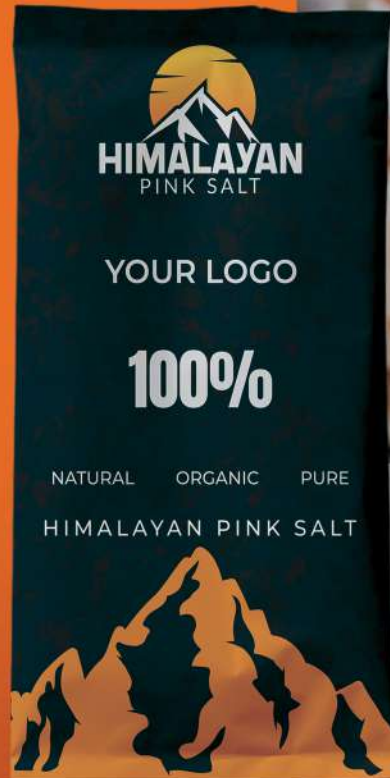 HIMALAYAN
PINK SALT
YOUR LOGO
100%
NATURAL ORGANIC PURE
HIMALAYAN PINK SALT